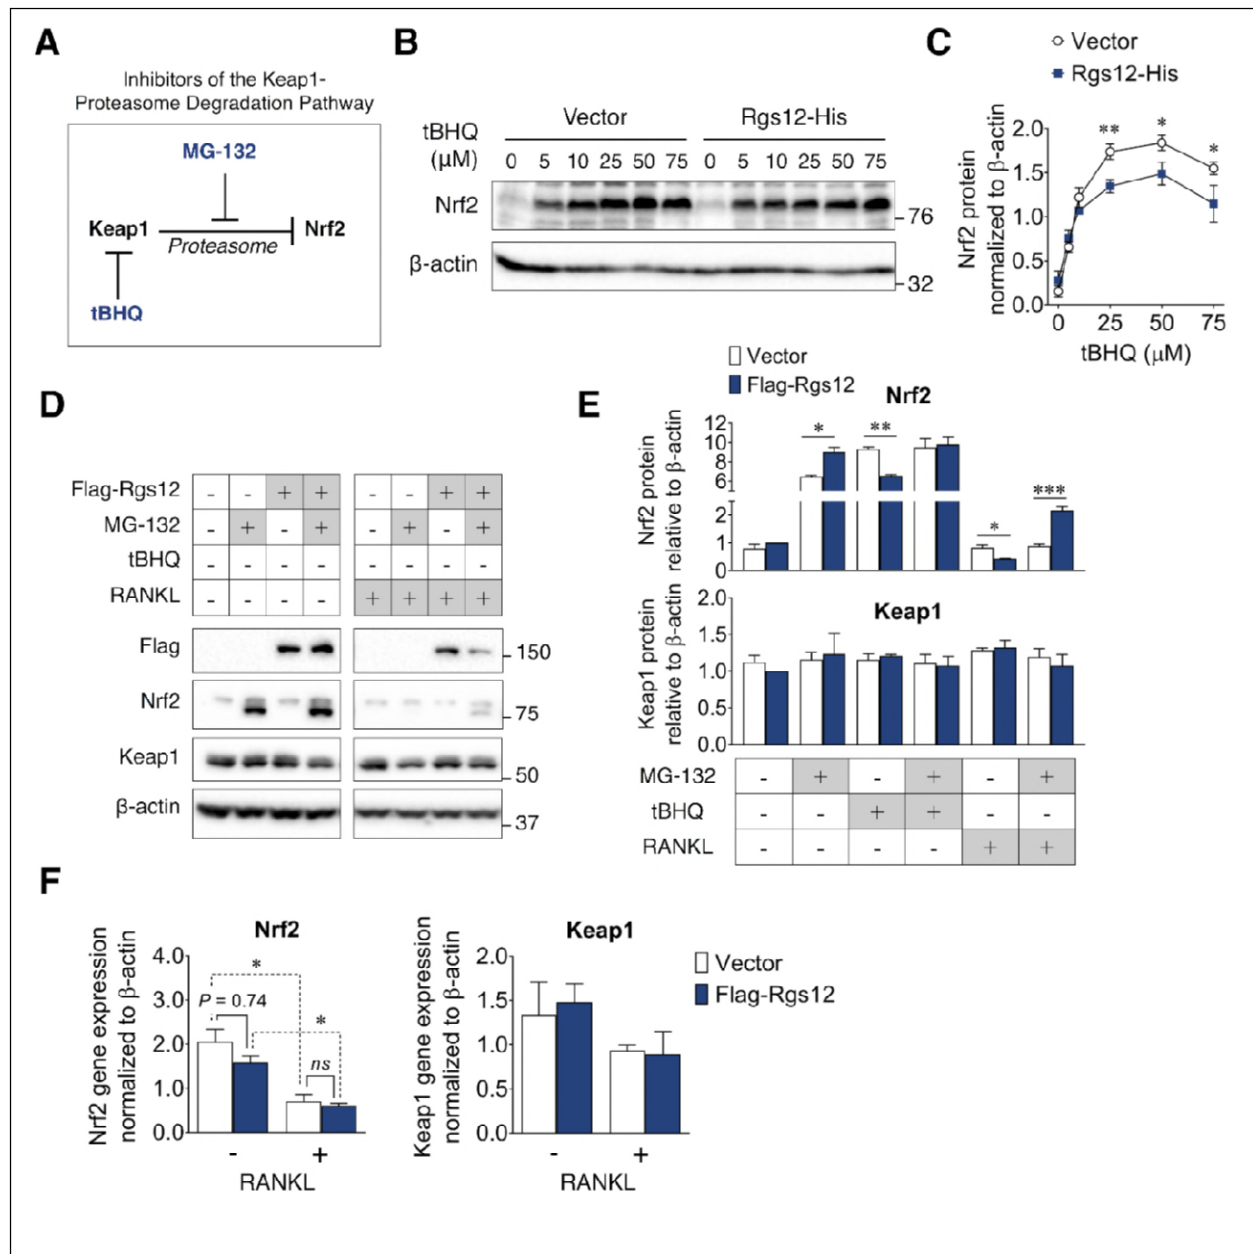 A
Inhibitors of the Keap1-
Proteasome Degradation Pathway
MG-132
Keap1
Proteasome
Nrf2
tBHQ
B
Vector
Rgs12-His
tBHQ
(μM)
0 5 10 25 50 75 0 5 10 25 50 75
Nrf2
76
β-actin
32
C
Vector
Rgs12-His
Nrf2 protein
normalized to β-actin
2.0
1.5
1.0
0.5
0.0
** * *
0 25 50 75
tBHQ (μM)
D
Flag-Rgs12 - - + + - - + +
MG-132 - + - + - + - +
tBHQ - - - - - - - -
RANKL - - - - + + + +
Flag
150
Nrf2
75
Keap1
50
β-actin
37
E
Vector
Flag-Rgs12
Nrf2
Nrf2 protein
relative to β-actin
12
10
8
6
2
1
0
* ** * ***
Keap1
Keap1 protein
relative to β-actin
2.0
1.5
1.0
0.5
0.0
MG-132 - + - + - +
tBHQ - - + + - -
RANKL - - - - + +
F
Nrf2
Nrf2 gene expression
normalized to β-actin
4.0
3.0
2.0
1.0
0.0
*
P = 0.74
*
ns
- +
RANKL
Keap1
Keap1 gene expression
normalized to β-actin
2.0
1.5
1.0
0.5
0.0
- +
RANKL
Vector
Flag-Rgs12